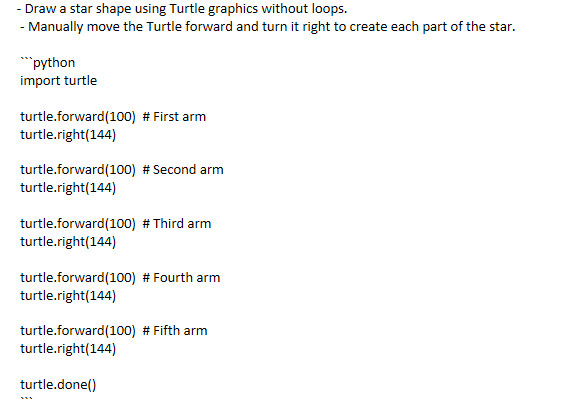 - Draw a star shape using Turtle graphics without loops.
- Manually move the Turtle forward and turn it right to create each part of the star.
```python
import turtle
turtle.forward(100)  # First arm
turtle.right(144)
turtle.forward(100)  # Second arm
turtle.right(144)
turtle.forward(100)  # Third arm
turtle.right(144)
turtle.forward(100)  # Fourth arm
turtle.right(144)
turtle.forward(100)  # Fifth arm
turtle.right(144)
turtle.done()
```